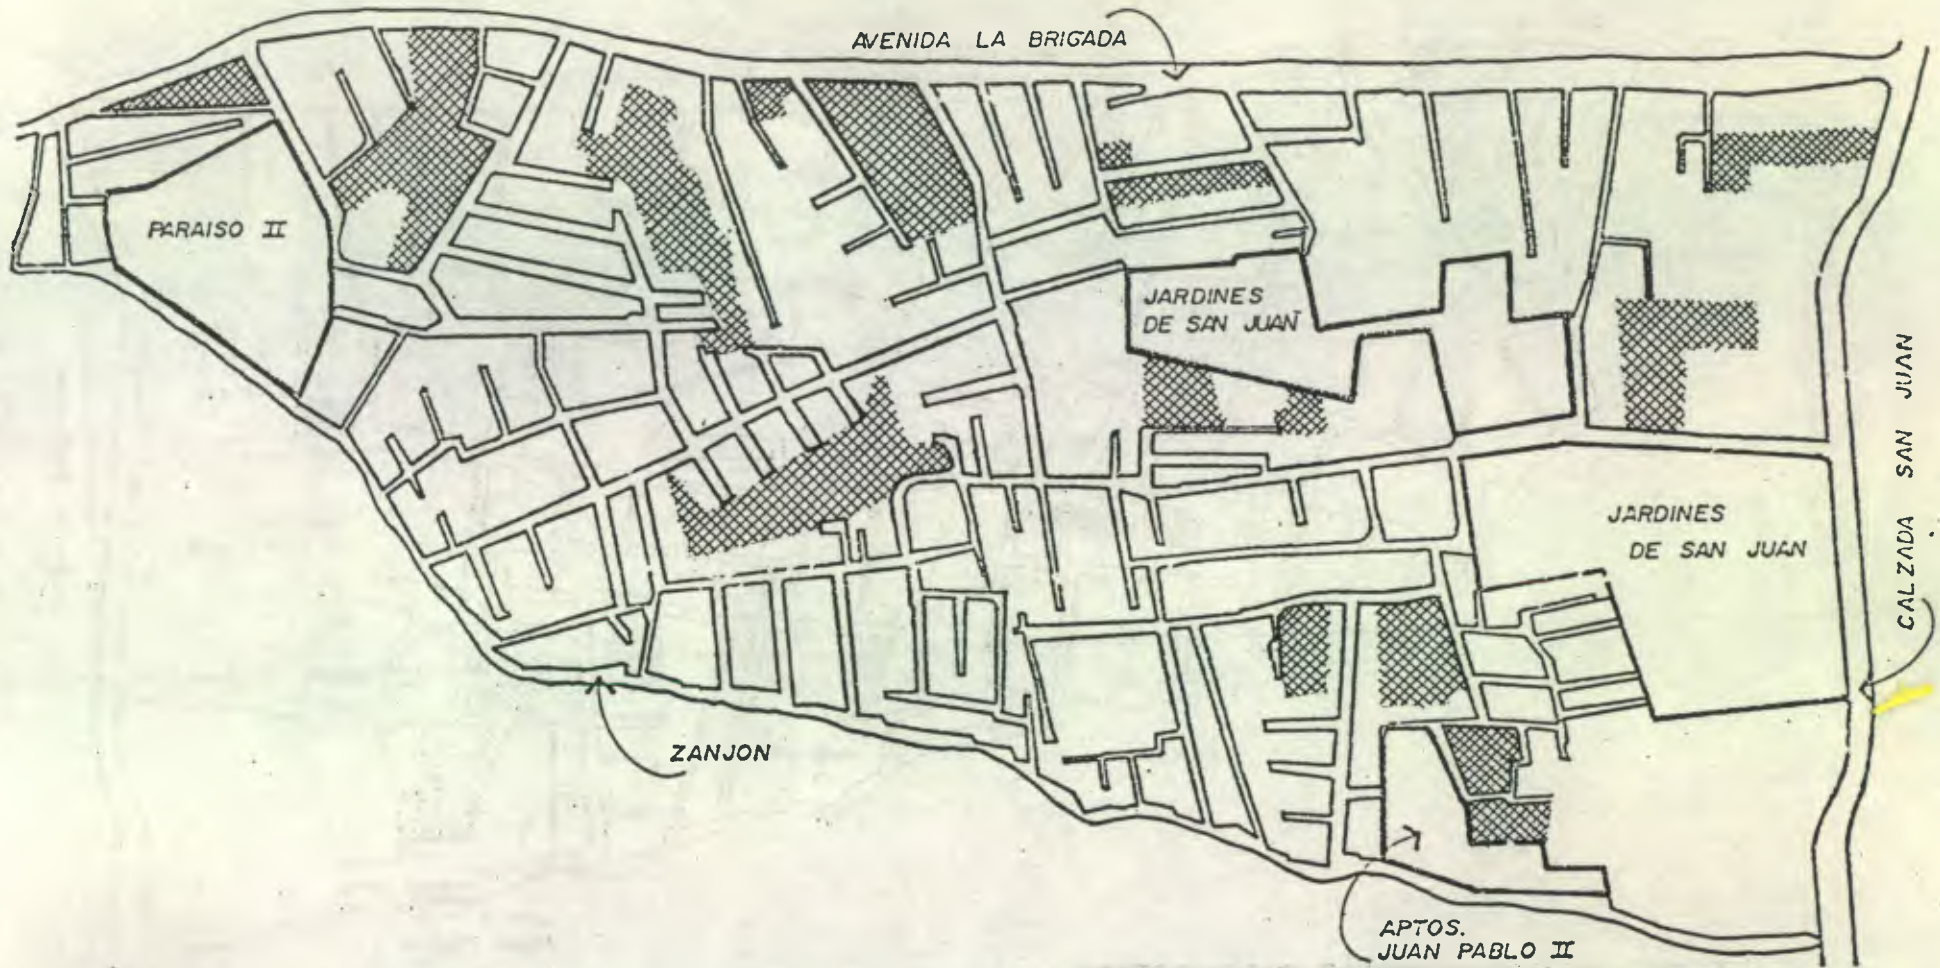 AVENIDA LA BRIGADA
PARAISO II
JARDINES
DE SAN JUAN
CALZADA SAN JUAN
JARDINES
DE SAN JUAN
ZANJON
APTOS.
JUAN PABLO II